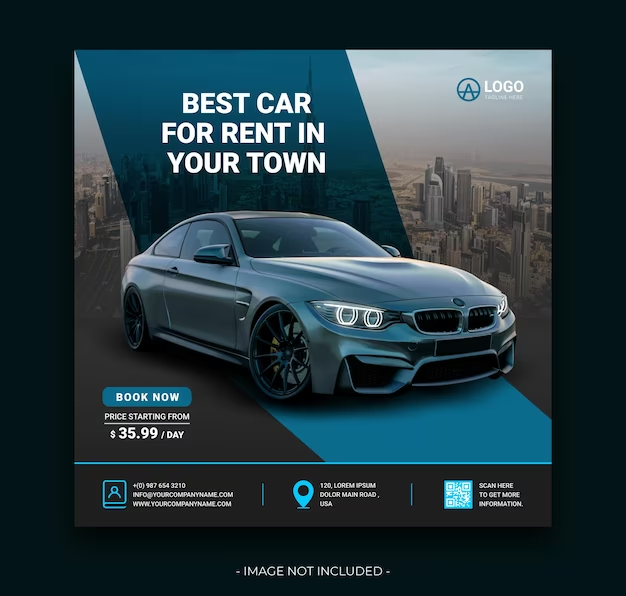 BEST CAR
FOR RENT IN
YOUR TOWN
LOGO
TAGLINE HERE
BOOK NOW
PRICE STARTING FROM
$ 35.99 / DAY
+(0) 987 654 3210
INFO@YOURCOMPANYNAME.COM
WWW.YOURCOMPANYNAME.COM
120, LOREM IPSUM
DOLOR MAIN ROAD ,
USA
SCAN HERE
TO GET MORE
INFORMATION.
- IMAGE NOT INCLUDED -